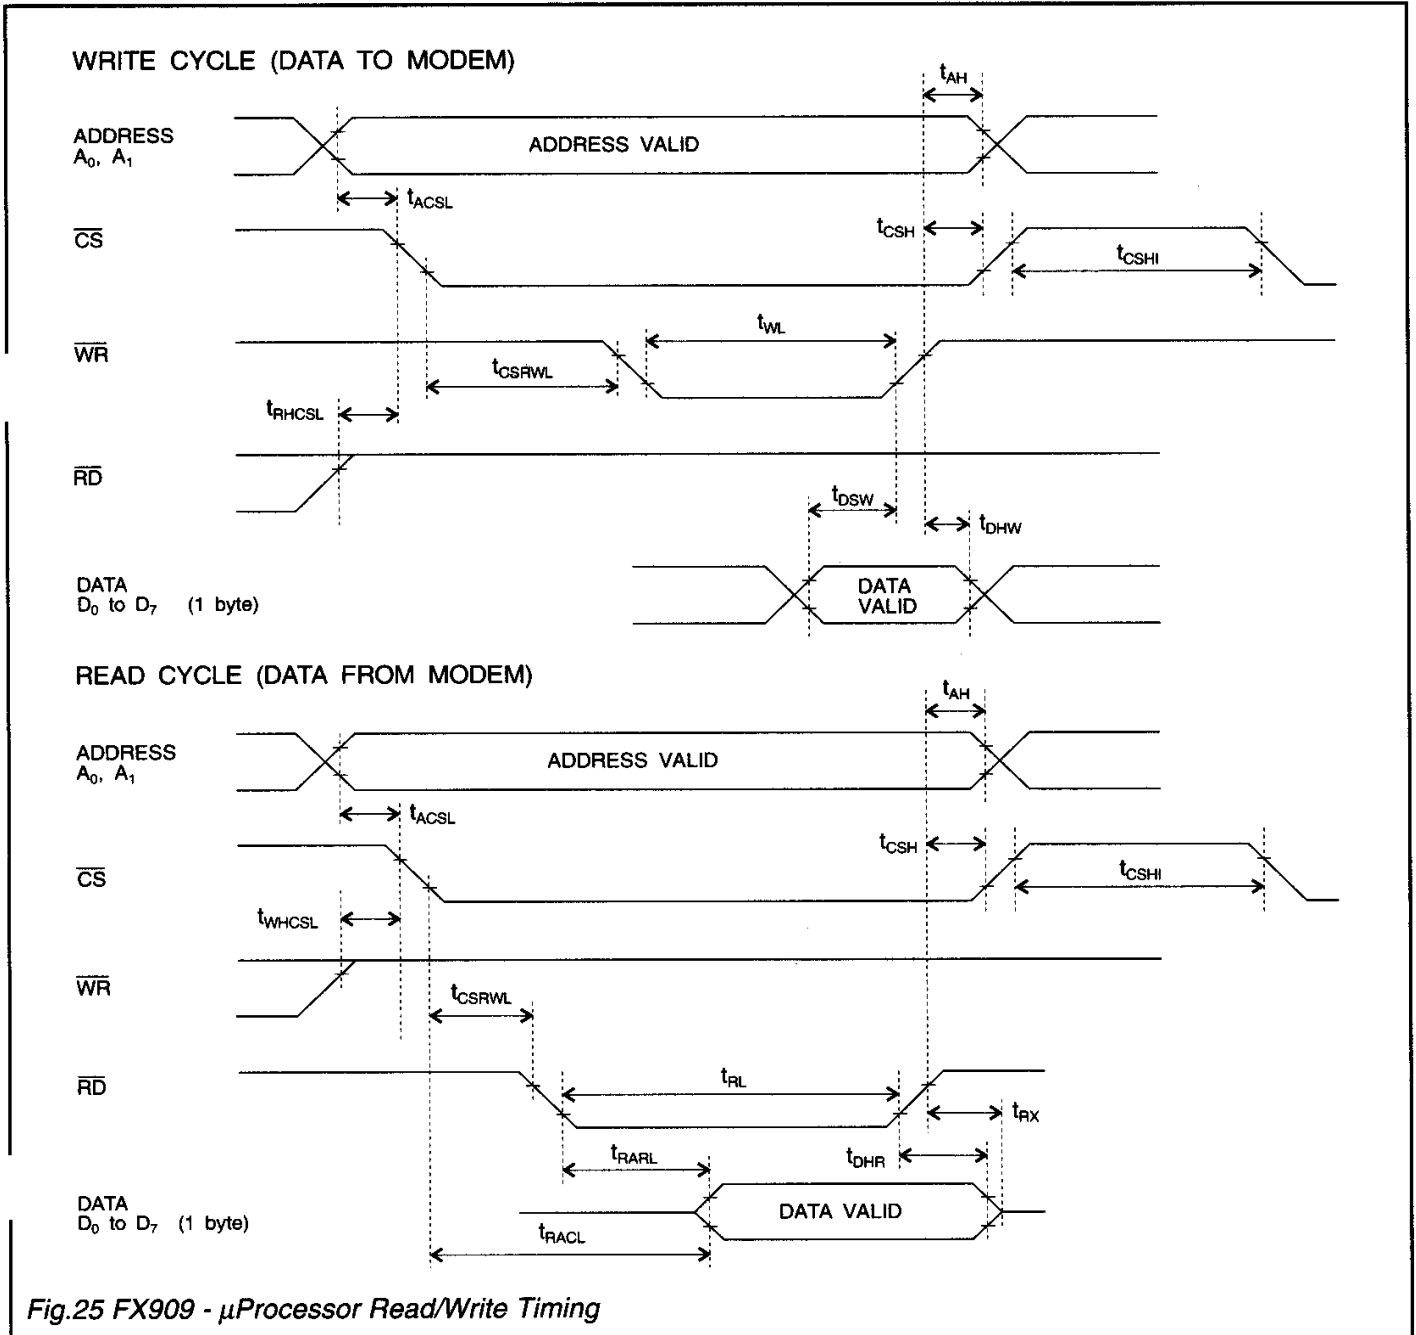 WRITE CYCLE (DATA TO MODEM)
tAH
ADDRESS
A0, A1
ADDRESS VALID
tACSL
CS
tCSH
tCSHI
WR
tWL
tCSRWL
tRHCSL
RD
tDSW
tDHW
DATA
D0 to D7 (1 byte)
DATA
VALID
READ CYCLE (DATA FROM MODEM)
tAH
ADDRESS
A0, A1
ADDRESS VALID
tACSL
CS
tCSH
tCSHI
tWHCSL
WR
tCSRWL
RD
tRL
tRX
tRARL
tDHR
DATA
D0 to D7 (1 byte)
DATA VALID
tRACL
Fig.25 FX909 - µProcessor Read/Write Timing